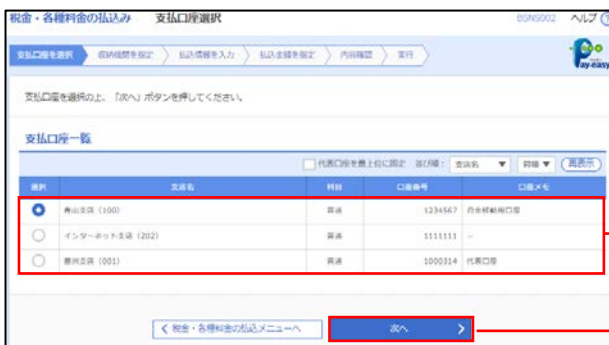 税金・各種料金の払込み 支払口座選択 BSNS002 ヘルプ
支払口座を選択 収納機関を指定 払込情報を入力 払込金額を指定 内容確認 実行
Pay-easy
支払口座を選択の上、「次へ」ボタンを押してください。
支払口座一覧
代表口座を最上位に固定 並び順： 支店名 ▼ 昇順 ▼ 再表示
選択 支店名 科目 口座番号 口座メモ
青山支店（100） 普通 1234567 資金移動用口座
インターネット支店（202） 普通 1111111 －
支店（001） 普通 1000314 代表口座
税金・各種料金の払込メニューへ 次へ